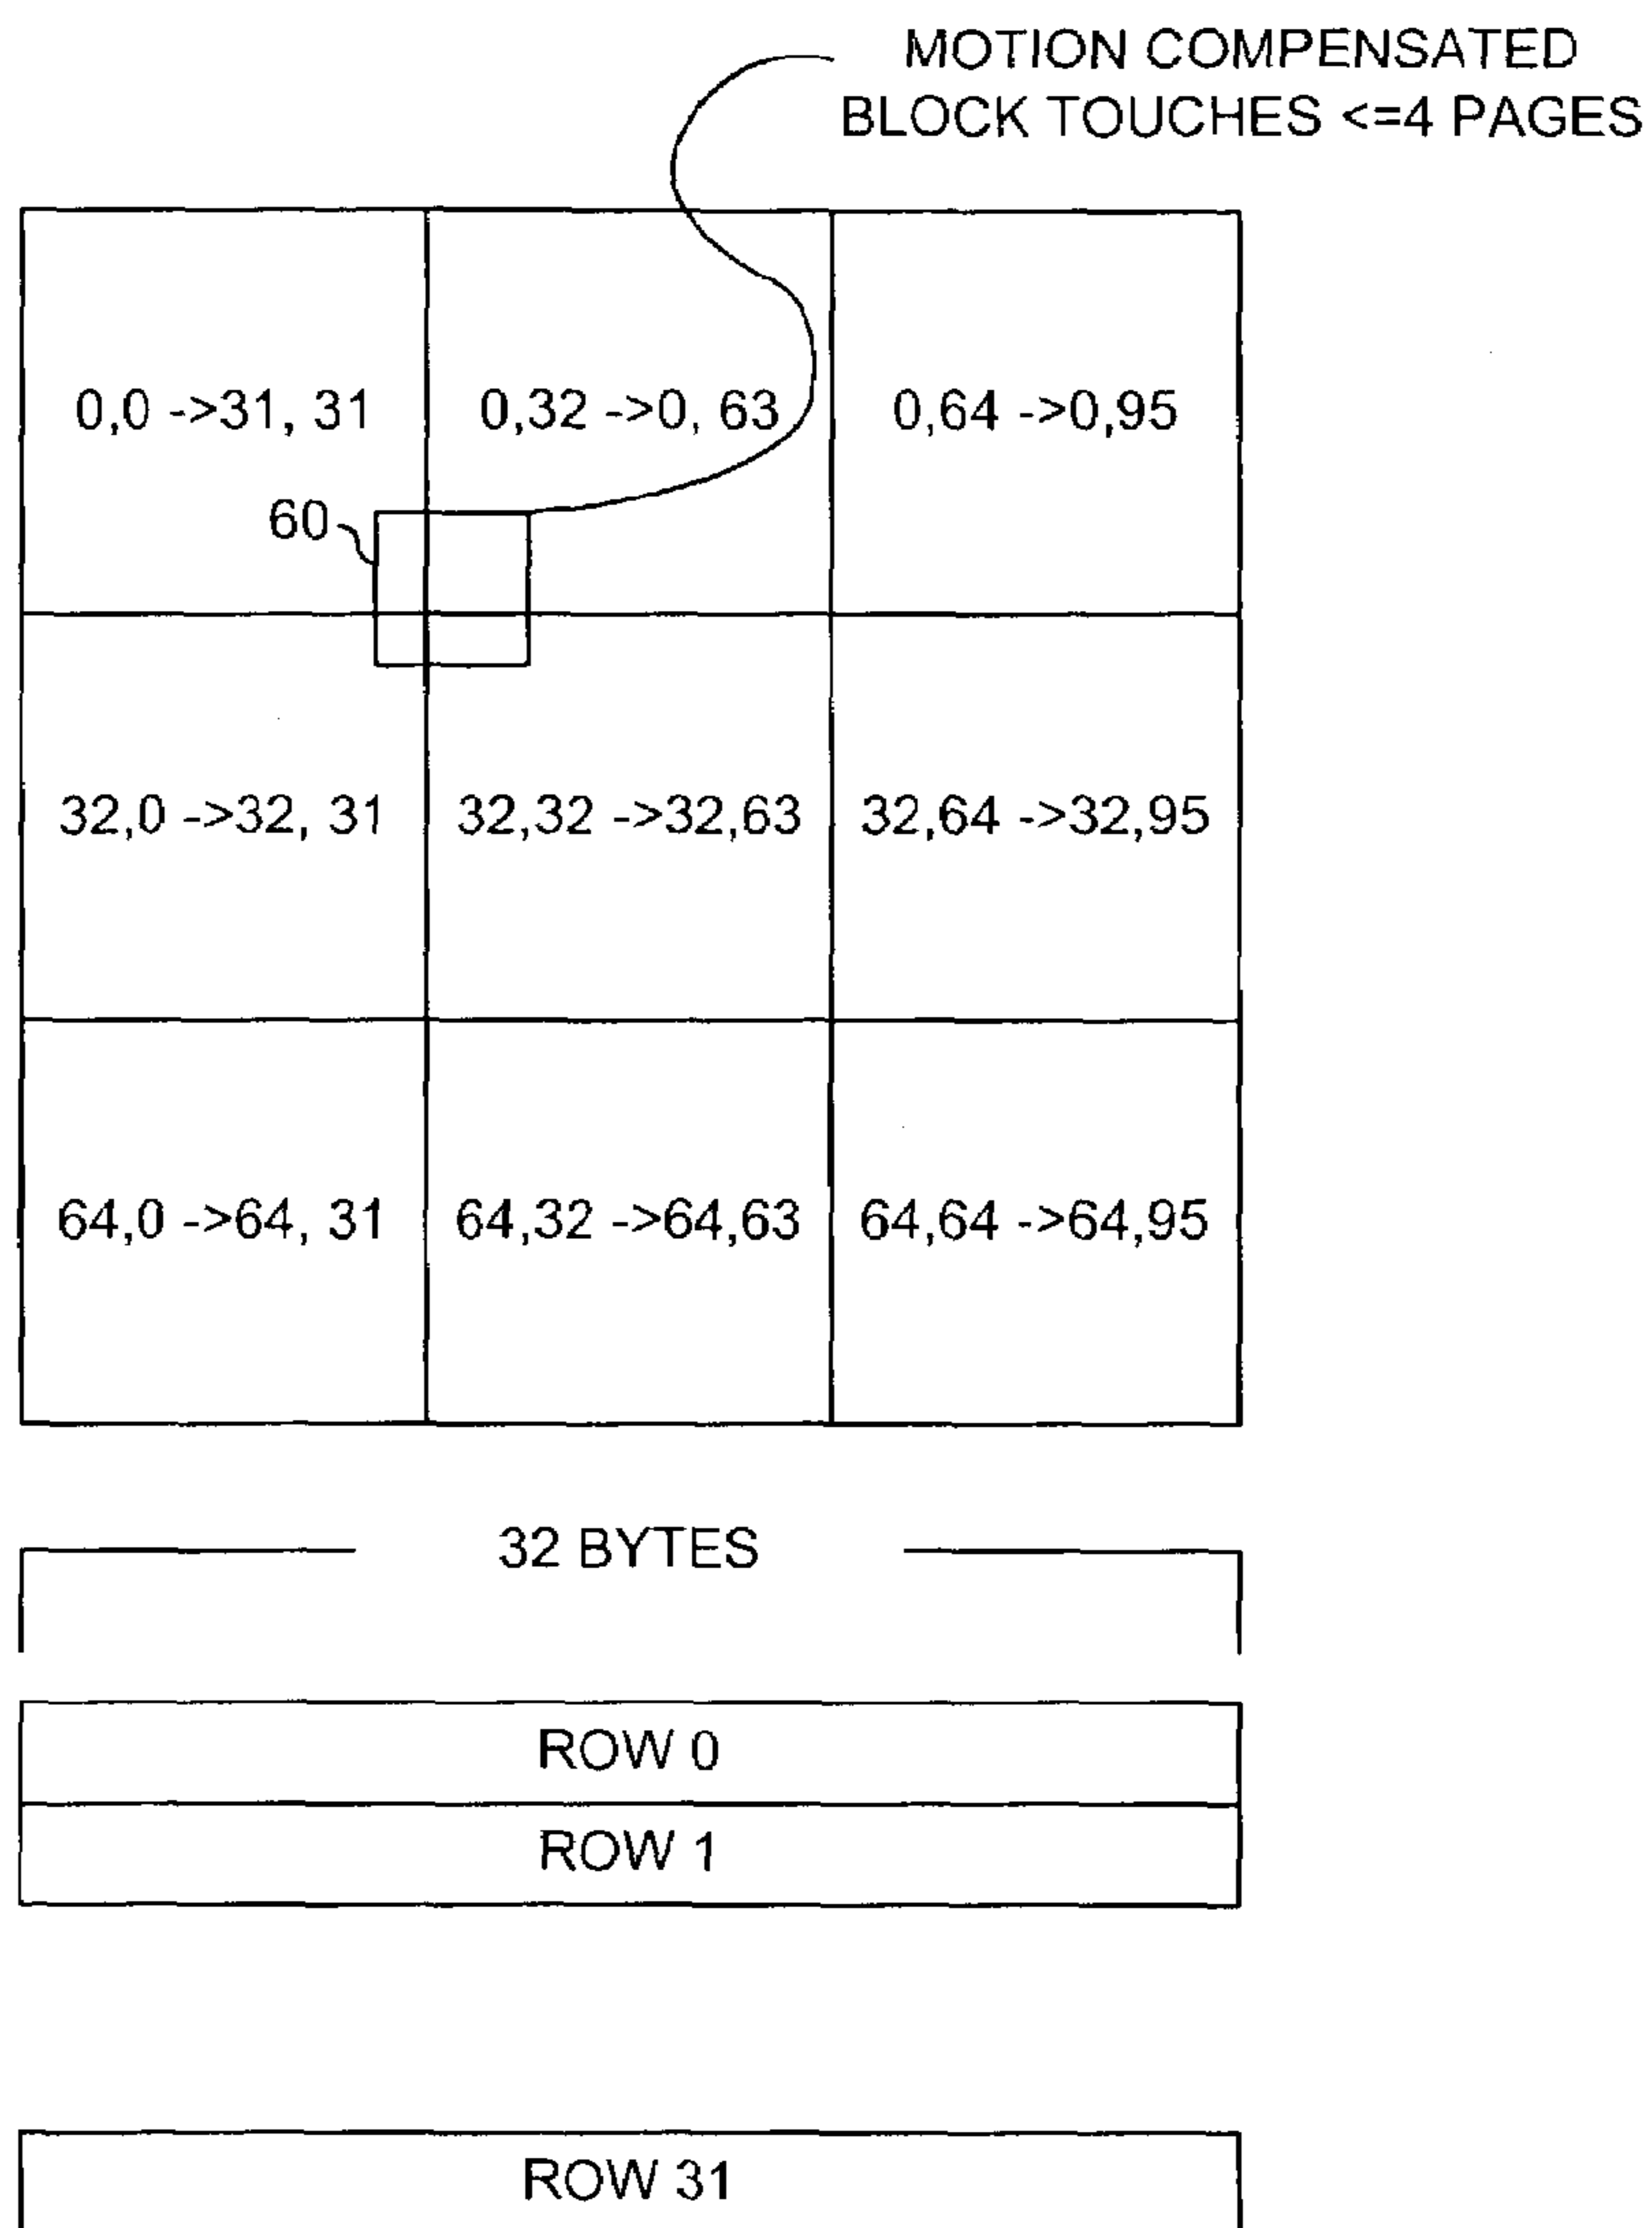 MOTION COMPENSATED
BLOCK TOUCHES <=4 PAGES
0,0 ->31, 31
0,32 ->0, 63
0,64 ->0,95
60
32,0 ->32, 31
32,32 ->32,63
32,64 ->32,95
64,0 ->64, 31
64,32 ->64,63
64,64 ->64,95
32 BYTES
ROW 0
ROW 1
ROW 31